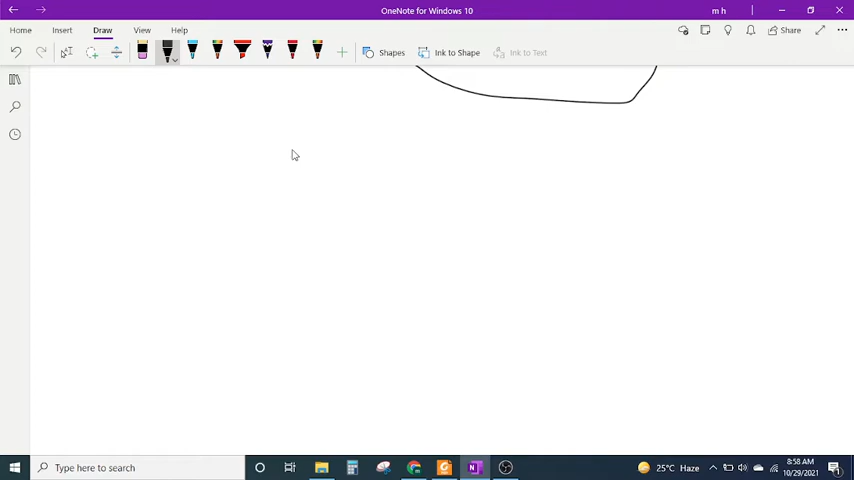 OneNote for Windows 10
m h
Home Insert Draw View Help
Share
Shapes Ink to Shape Ink to Text
Type here to search
25°C Haze
8:58 AM
10/29/2021
1